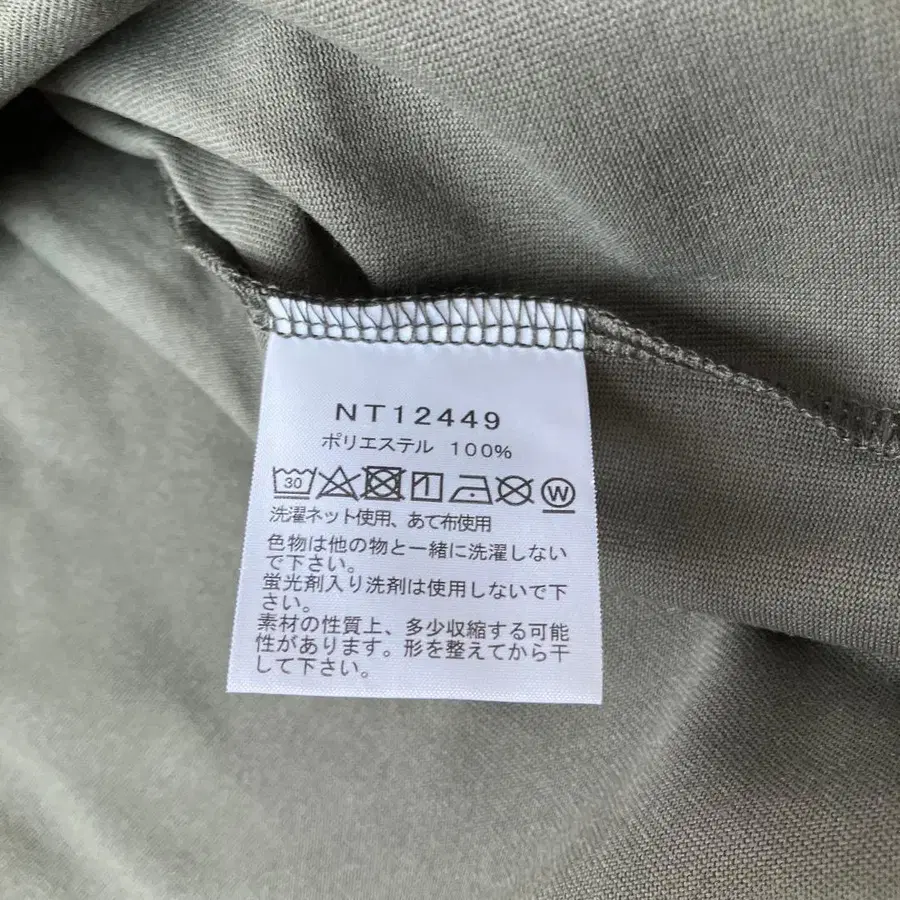 NT12449
ポリエステル 100%
30 W
洗濯ネット使用、あて布使用
色物は他の物と一緒に洗濯しない
で下さい。
蛍光剤入り洗剤は使用しないで下
さい。
素材の性質上、多少収縮する可能
性があります。形を整えてから干
して下さい。